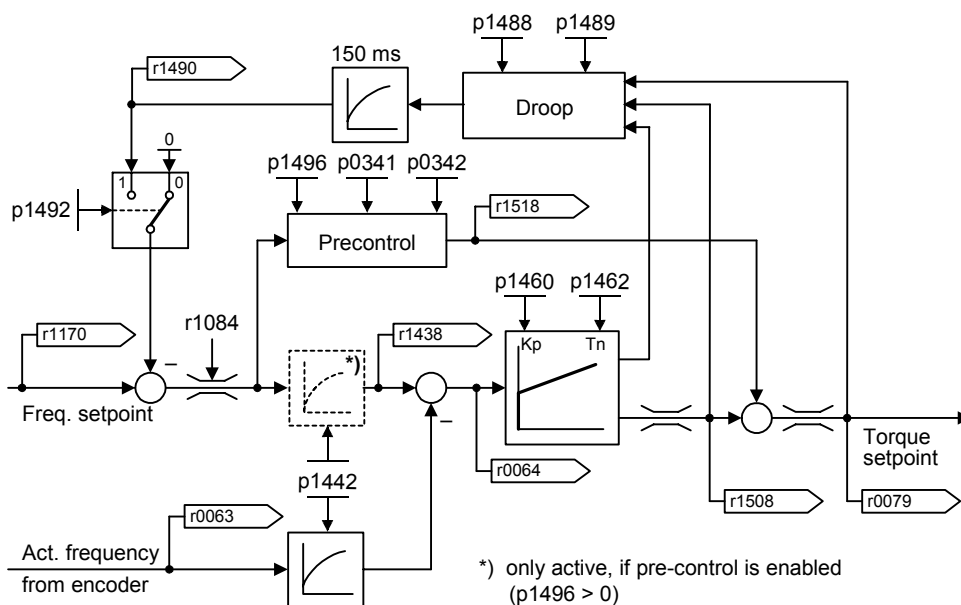 p1488
p1489
150 ms
r1490
Droop
0
p1496
p0341
p0342
1
0
r1518
p1492
Precontrol
p1460
p1462
r1170
r1084
r1438
Kp
Tn
*)
–
Freq. setpoint
–
r0064
Torque
setpoint
p1442
r0063
r1508
r0079
Act. frequency
from encoder
*) only active, if pre-control is enabled
(p1496 > 0)